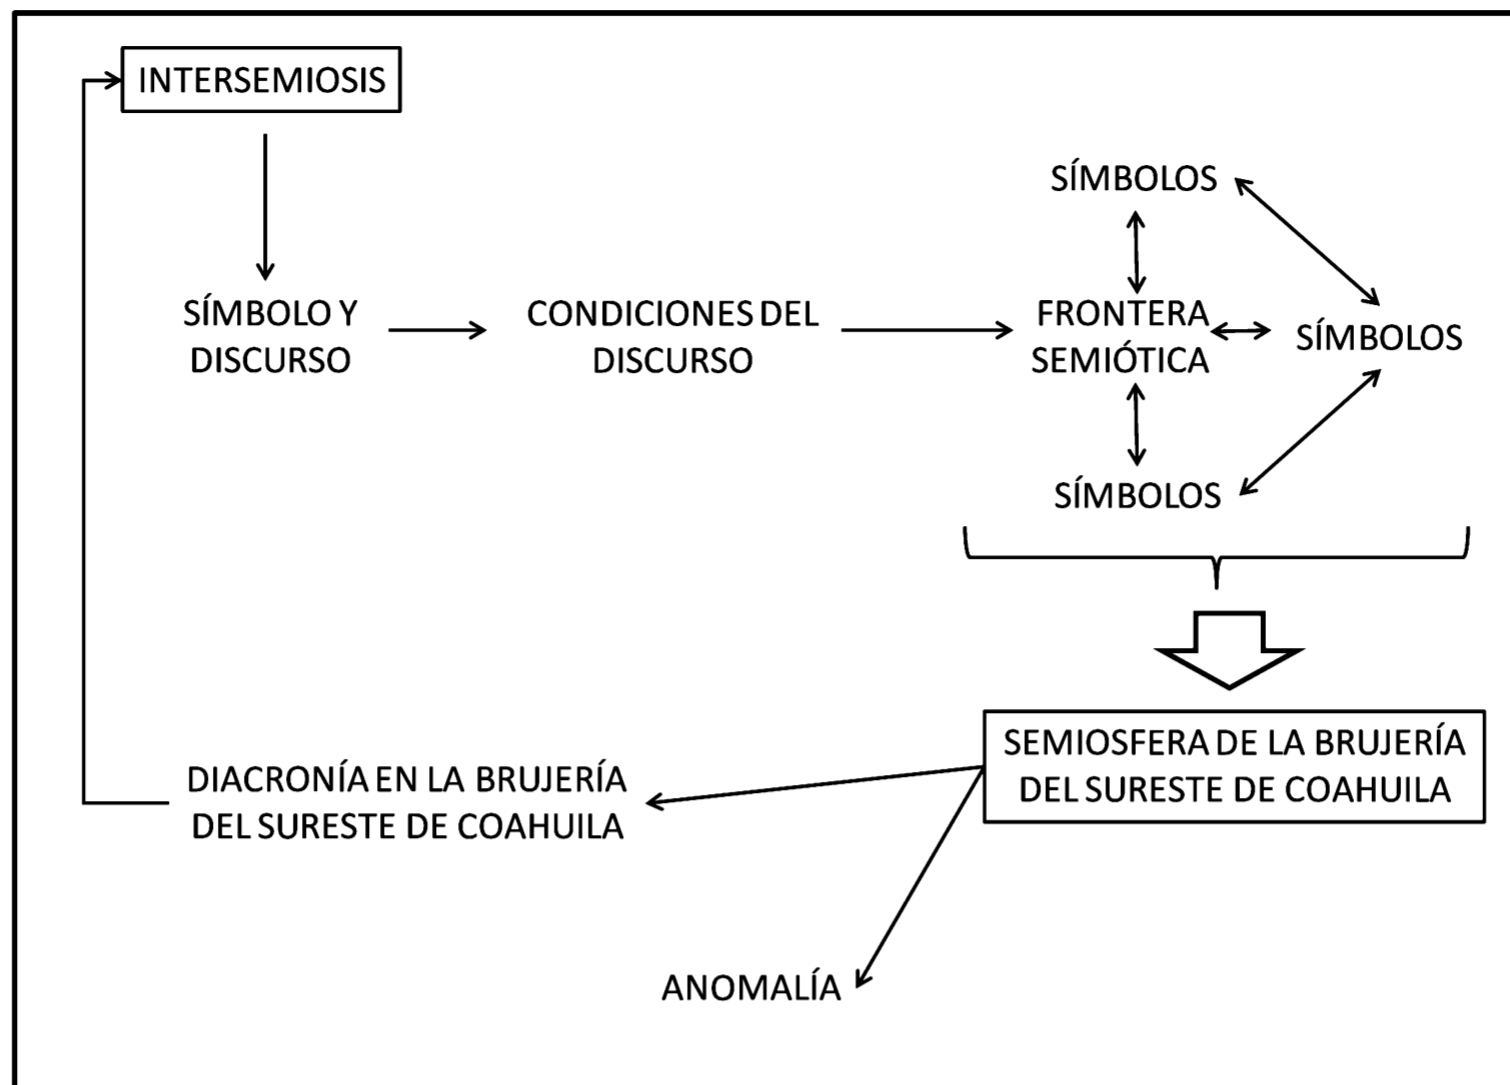 INTERSEMIOSIS
SÍMBOLOS
SÍMBOLO Y
DISCURSO
CONDICIONES DEL
DISCURSO
FRONTERA
SEMIÓTICA
SÍMBOLOS
SÍMBOLOS
SEMIOSFERA DE LA BRUJERÍA
DEL SURESTE DE COAHUILA
DIACRONÍA EN LA BRUJERÍA
DEL SURESTE DE COAHUILA
ANOMALÍA